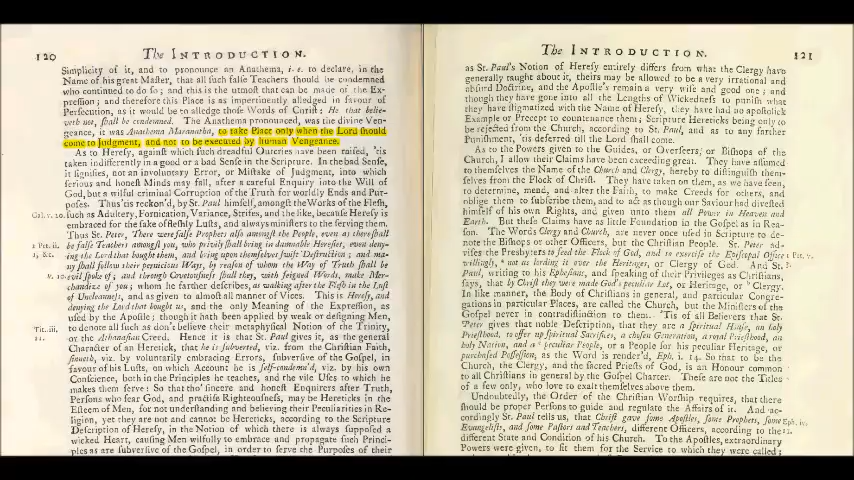 120 The INTRODUCTION.
Simplicity of it, and to pronounce an Anathema, i. e. to declare, in the
Name of his great Master, that all such false Teachers should be condemned
who continued to do so; and this is the utmost that can be made of the Ex-
pression; and therefore this Place is as impertinently alledged in favour of
Persecution, as it would be to alledge those Words of Christ; He that belie-
veth not, shall be condemned. The Anathema pronounced, was the divine Ven-
geance, it was Anathema Maranatha, to take Place only when the Lord should
come to Judgment, and not to be executed by human Vengeance.
As to Heresy, against which such dreadful Outcries have been raised, 'tis
taken indifferently in a good or a bad Sense in the Scripture. In the bad Sense,
it signifies, not an involuntary Error, or Mistake of Judgment, into which
serious and honest Minds may fall, after a careful Enquiry into the Will of
God, but a wilful criminal Corruption of the Truth for worldly Ends and Pur-
poses. Thus 'tis reckon'd, by St. Paul himself, amongst the Works of the Flesh,
Gal. v. 20. such as Adultery, Fornication, Variance, Strifes, and the like, because Heresy is
embraced for the sake of fleshly Lusts, and always ministers to the serving them.
Thus St. Peter, There were false Prophets also amongst the People, even as there shall
2 Pet. ii. be false Teachers amongst you, who privily shall bring in damnable Heresies, even deny-
1, &c. ing the Lord that bought them, and bring upon themselves swift Destruction; and ma-
ny shall follow their pernicious Ways, by reason of whom the Way of Truth shall be
v. 10. evil spoke of; and through Covetousness shall they, with feigned Words, make Mer-
chandize of you; whom he farther describes, as walking after the Flesh in the Lust
of Uncleanness, and as given to almost all manner of Vices. This is Heresy, and
denying the Lord that bought us, and the only Meaning of the Expression, as
used by the Apostle; though it hath been applyed by weak or designing Men,
Tit. iii. to denote all such as don't believe their metaphysical Notion of the Trinity,
11. or the Athanasian Creed. Hence it is that St. Paul gives it, as the general
Character of an Heretick, that he is subverted, viz. from the Christian Faith,
sinneth, viz. by voluntarily embracing Errors, subversive of the Gospel, in
favour of his Lusts, on which Account he is self-condemn'd, viz. by his own
Conscience, both in the Principles he teaches, and the vile Uses to which he
makes them serve: So that tho' sincere and honest Enquirers after Truth,
Persons who fear God, and practise Righteousness, may be Hereticks in the
Esteem of Men, for not understanding and believing their Peculiarities in Re-
ligion, yet they are not and cannot be Hereticks, according to the Scripture
Description of Heresy, in the Notion of which there is always supposed a
wicked Heart, causing Men wilfully to embrace and propagate such Princi-
ples as are subversive of the Gospel, in order to serve the Purposes of their
The INTRODUCTION. 121
as St. Paul's Notion of Heresy entirely differs from what the Clergy have
generally taught about it, theirs may be allowed to be a very irrational and
absurd Doctrine, and the Apostle's remain a very wise and good one; and
though they have gone into all the Lengths of Wickedness to punish what
they have stigmatized with the Name of Heresy, they have had no apostolick
Example or Precept to countenance them; Scripture Hereticks being only to
be rejected from the Church, according to St. Paul, and as to any farther
Punishment, 'tis deferred till the Lord shall come.
As to the Powers given to the Guides, or Overseers, or Bishops of the
Church, I allow their Claims have been exceeding great. They have assumed
to themselves the Name of the Church and Clergy, hereby to distinguish them-
selves from the Flock of Christ. They have taken on them, as we have seen,
to determine, mend, and alter the Faith, to make Creeds for others, and
oblige them to subscribe them, and to act as though our Saviour had divested
himself of his own Rights, and given unto them all Power in Heaven and
Earth. But these Claims have as little Foundation in the Gospel as in Rea-
son. The Words Clergy and Church, are never once used in Scripture to de-
note the Bishops or other Officers, but the Christian People. St. Peter ad-
vises the Presbyters to feed the Flock of God, and to exercise the Episcopal Office 1 Pet. v.
willingly, not as lording it over the Heritages, or Clergy of God. And St.
Paul, writing to his Ephesians, and speaking of their Privileges as Christians,
says, that by Christ they were made God's peculiar Lot, or Heritage, or Clergy.
In like manner, the Body of Christians in general, and particular Congre-
gations in particular Places, are called the Church, but the Ministers of the
Gospel never in contradistinction to them. 'Tis of all Believers that St.
Peter gives that noble Description, that they are a Spiritual House, an holy
Priesthood, to offer up Spiritual Sacrifices, a chosen Generation, a royal Priesthood, an
holy Nation, and a peculiar People, or a People for his peculiar Heritage, or
purchased Possession, as the Word is render'd, Eph. i. 14. So that to be the
Church, the Clergy, and the sacred Priests of God, is an Honour common
to all Christians in general by the Gospel Charter. These are not the Titles
of a few only, who love to exalt themselves above them.
Undoubtedly, the Order of the Christian Worship requires, that there
should be proper Persons to guide and regulate the Affairs of it. And ac-
cordingly St. Paul tells us, that Christ gave some Apostles, some Prophets, some Eph. iv.
Evangelists, and some Pastors and Teachers, different Officers, according to the
different State and Condition of his Church. To the Apostles, extraordinary
Powers were given, to fit them for the Service to which they were called;